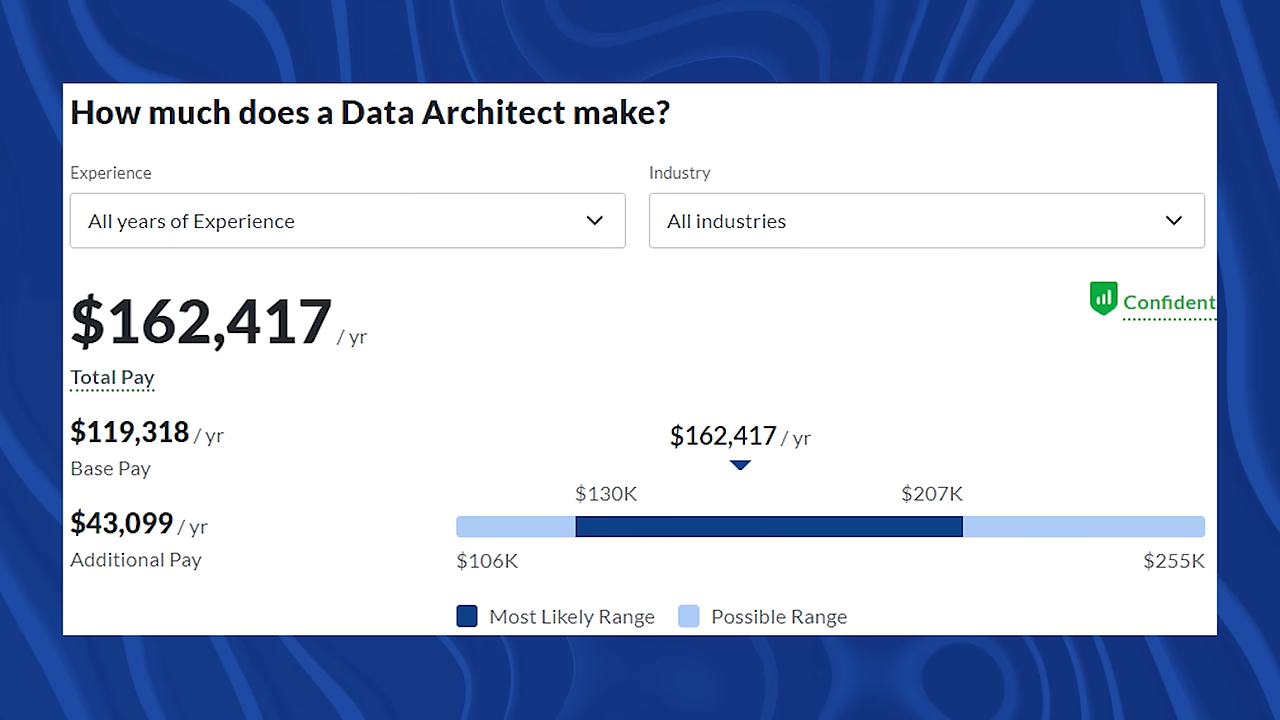 How much does a Data Architect make?
Experience
Industry
All years of Experience
All industries
$162,417 / yr
Confident
Total Pay
$119,318 / yr
Base Pay
$162,417 / yr
$130K
$207K
$43,099 / yr
Additional Pay
$106K
$255K
Most Likely Range
Possible Range